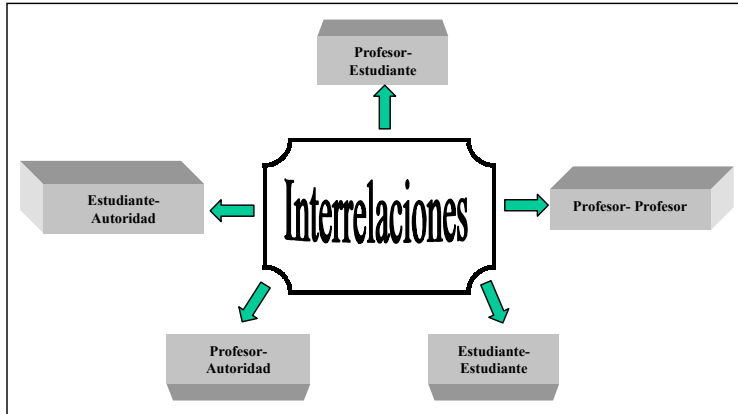 Profesor-
Estudiante
Estudiante-
Autoridad
Interrelaciones
Profesor- Profesor
Profesor-
Autoridad
Estudiante-
Estudiante